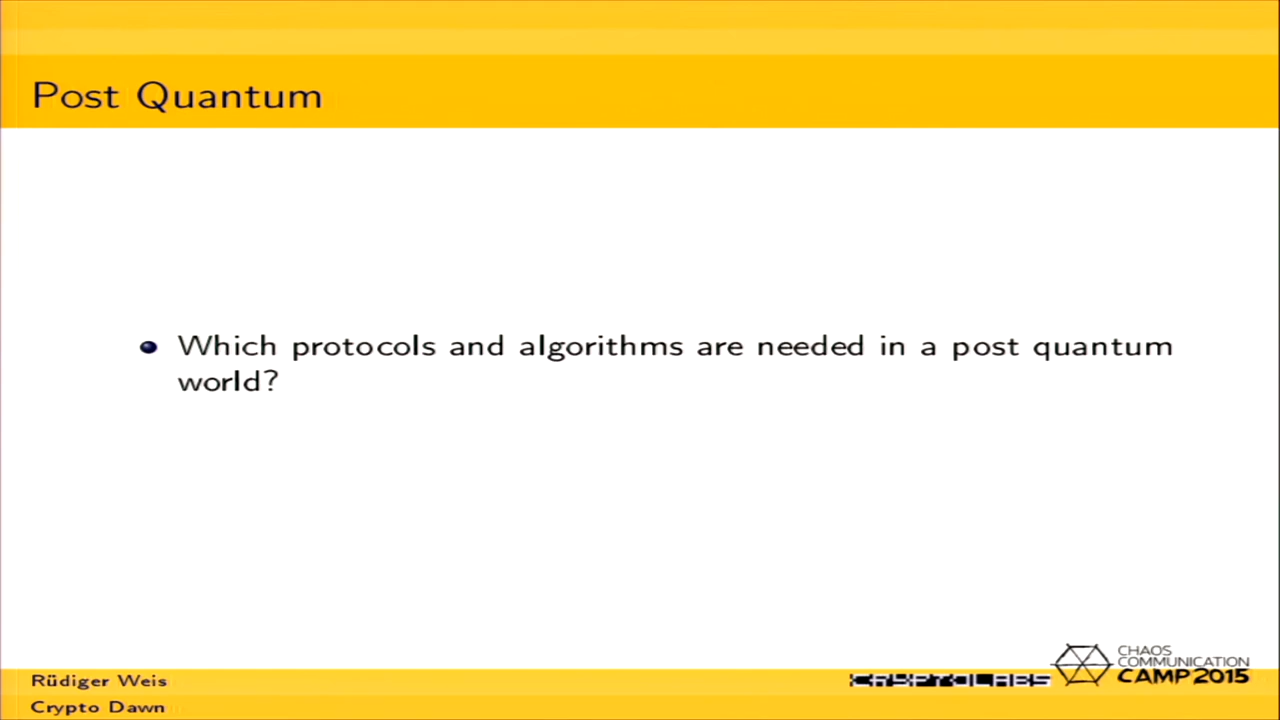 Post Quantum
Which protocols and algorithms are needed in a post quantum
world?
Rüdiger Weis
Crypto Dawn
CRYPTOLABS
CHAOS
COMMUNICATION
CAMP 2015